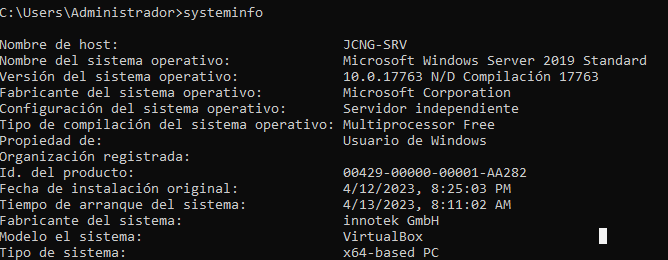 C:\Users\Administrador>systeminfo
Nombre de host: JCNG-SRV
Nombre del sistema operativo: Microsoft Windows Server 2019 Standard
Versión del sistema operativo: 10.0.17763 N/D Compilación 17763
Fabricante del sistema operativo: Microsoft Corporation
Configuración del sistema operativo: Servidor independiente
Tipo de compilación del sistema operativo: Multiprocessor Free
Propiedad de: Usuario de Windows
Organización registrada:
Id. del producto: 00429-00000-00001-AA282
Fecha de instalación original: 4/12/2023, 8:25:03 PM
Tiempo de arranque del sistema: 4/13/2023, 8:11:02 AM
Fabricante del sistema: innotek GmbH
Modelo el sistema: VirtualBox
Tipo de sistema: x64-based PC